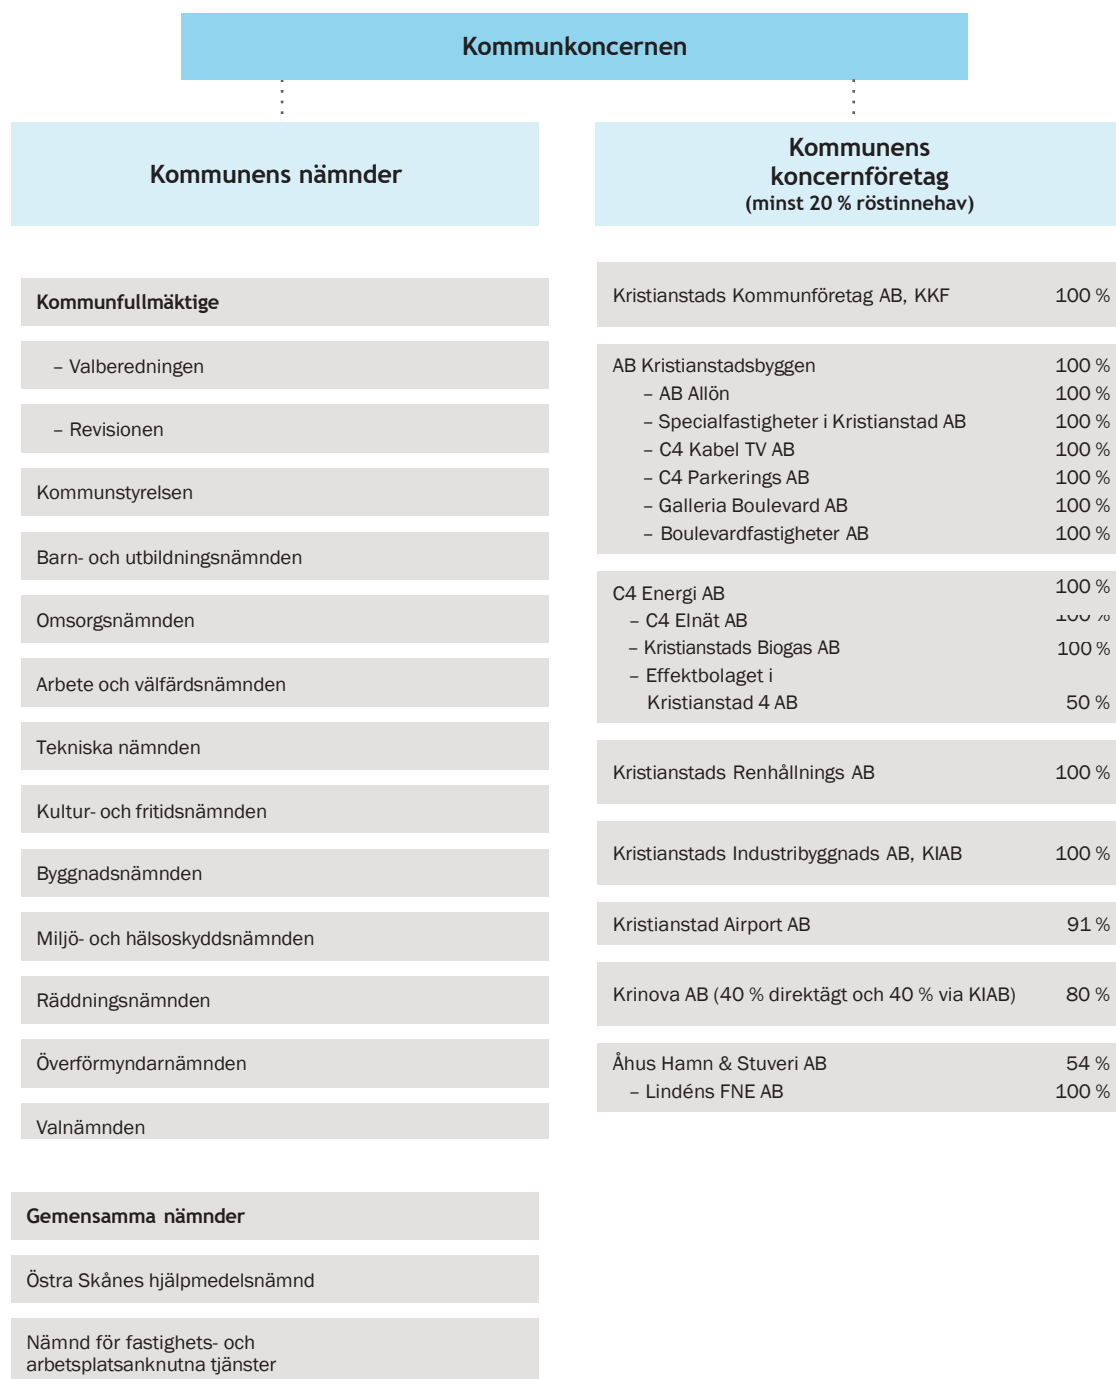 Kommunkoncernen
Kommunens nämnder
Kommunfullmäktige
– Valberedningen
– Revisionen
Kommunstyrelsen
Barn- och utbildningsnämnden
Omsorgsnämnden
Arbete och välfärdsnämnden
Tekniska nämnden
Kultur- och fritidsnämnden
Byggnadsnämnden
Miljö- och hälsoskyddsnämnden
Räddningsnämnden
Överförmyndarnämnden
Valnämnden
Gemensamma nämnder
Östra Skånes hjälpmedelsnämnd
Nämnd för fastighets- och
arbetsplatsanknutna tjänster
Kommunens
koncernföretag
(minst 20 % röstinnehav)
Kristianstads Kommunföretag AB, KKF 100 %
AB Kristianstadsbyggen 100 %
– AB Allön 100 %
– Specialfastigheter i Kristianstad AB 100 %
– C4 Kabel TV AB 100 %
– C4 Parkerings AB 100 %
– Galleria Boulevard AB 100 %
– Boulevardfastigheter AB 100 %
C4 Energi AB 100 %
– C4 Elnät AB 100 %
– Kristianstads Biogas AB 100 %
– Effektbolaget i
Kristianstad 4 AB 50 %
Kristianstads Renhållnings AB 100 %
Kristianstads Industribyggnads AB, KIAB 100 %
Kristianstad Airport AB 91 %
Krinova AB (40 % direktägt och 40 % via KIAB) 80 %
Åhus Hamn & Stuveri AB 54 %
– Lindéns FNE AB 100 %